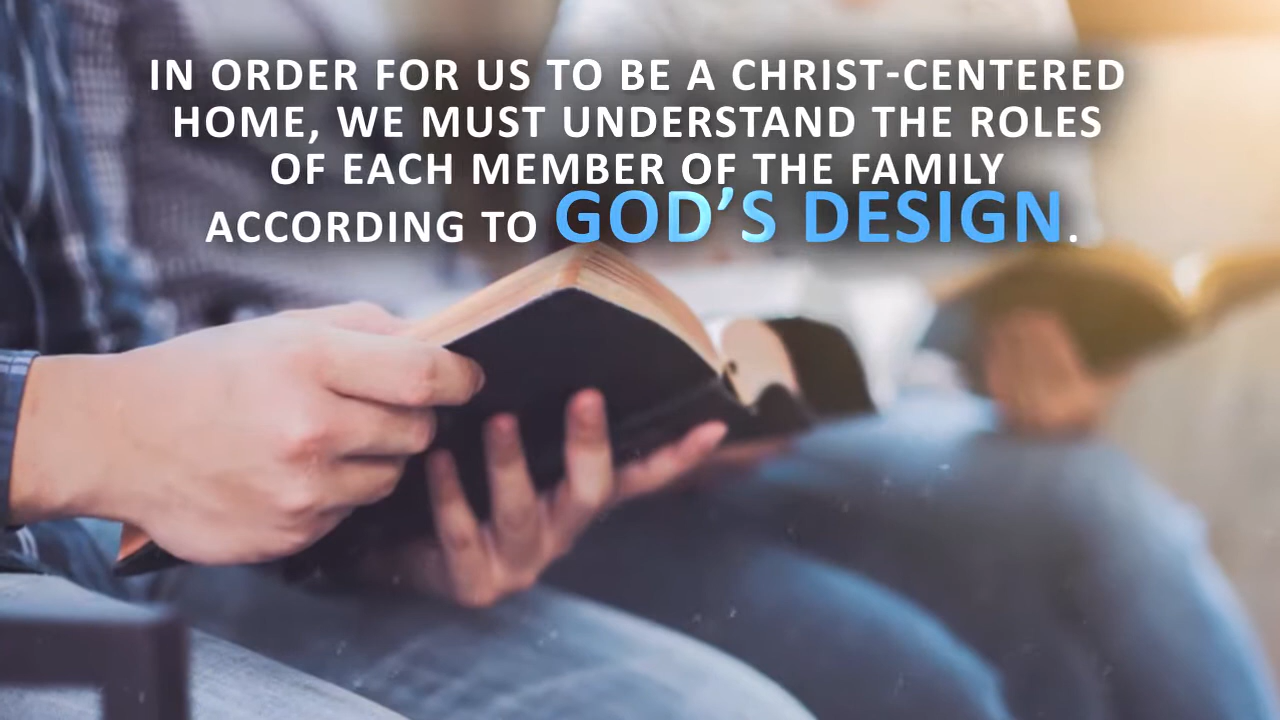 IN ORDER FOR US TO BE A CHRIST-CENTERED
HOME, WE MUST UNDERSTAND THE ROLES
OF EACH MEMBER OF THE FAMILY
ACCORDING TO GOD'S DESIGN.